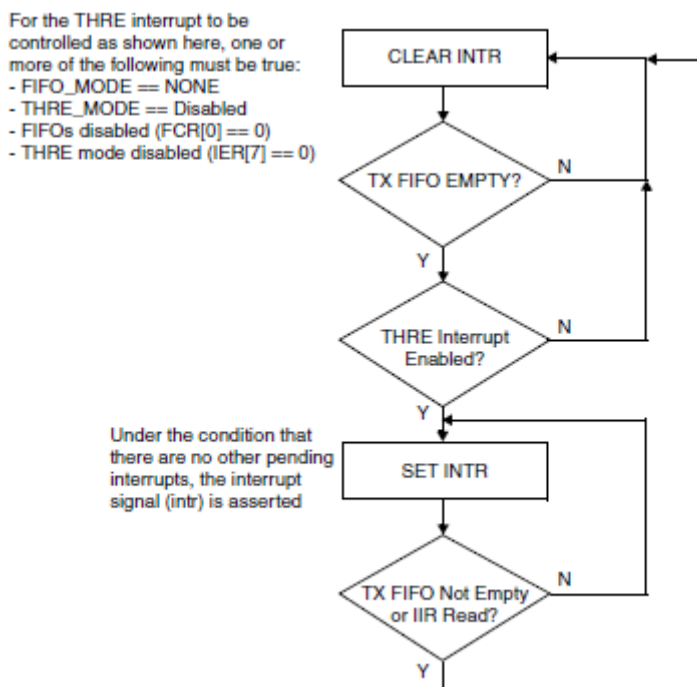 For the THRE interrupt to be
controlled as shown here, one or
more of the following must be true:
- FIFO_MODE == NONE
- THRE_MODE == Disabled
- FIFOs disabled (FCR[0] == 0)
- THRE mode disabled (IER[7] == 0)
CLEAR INTR
TX FIFO EMPTY?
N
Y
THRE Interrupt
Enabled?
N
Y
Under the condition that
there are no other pending
interrupts, the interrupt
signal (intr) is asserted
SET INTR
TX FIFO Not Empty
or IIR Read?
N
Y